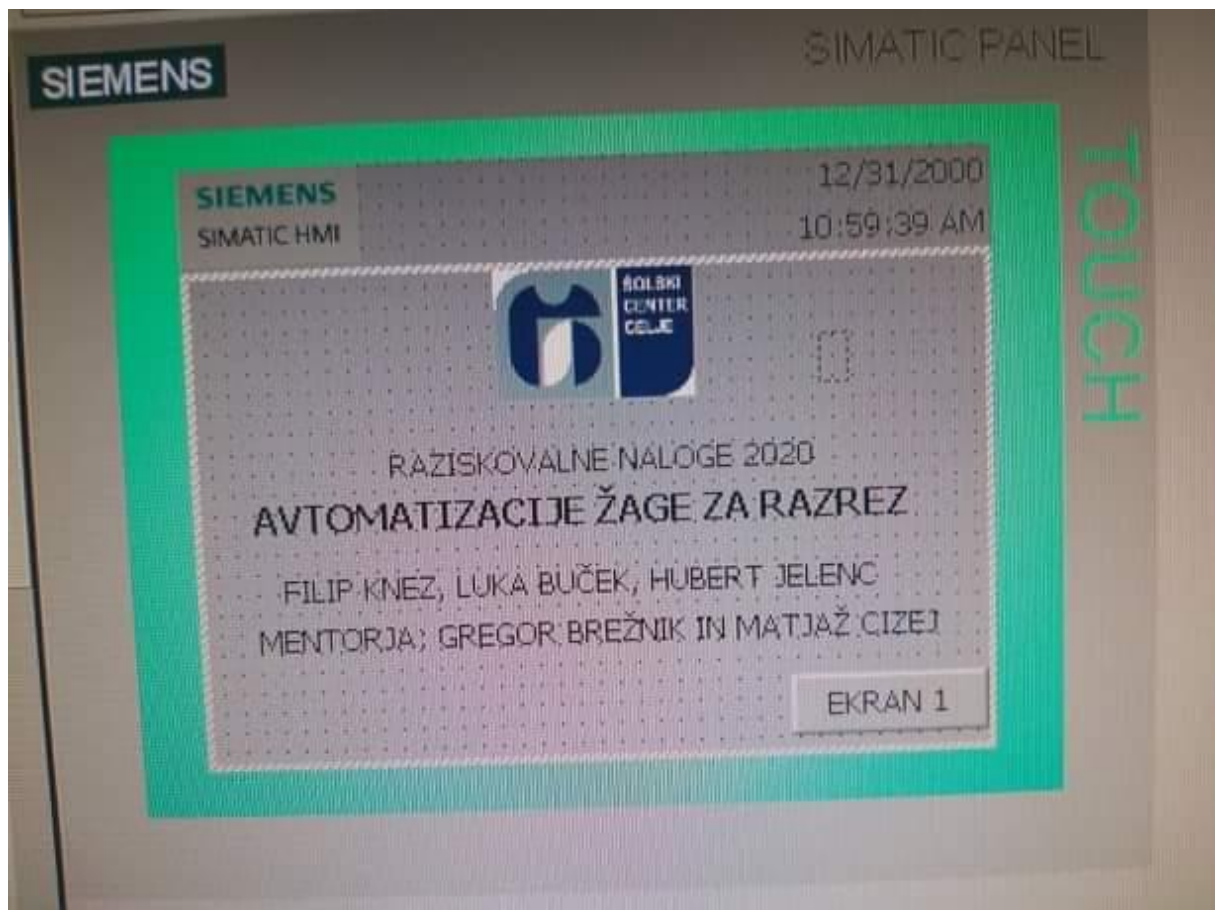 SIEMENS
SIMATIC PANEL
TOUCH
SIEMENS
SIMATIC HMI
12/31/2000
10:59:39 AM
ŠOLSKI
CENTER
CELJE
RAZISKOVALNE NALOGE 2020
AVTOMATIZACIJE ŽAGE ZA RAZREZ
FILIP KNEZ, LUKA BUČEK, HUBERT JELENC
MENTORJA; GREGOR BREŽNIK IN MATJAŽ CIZEJ
EKRAN 1